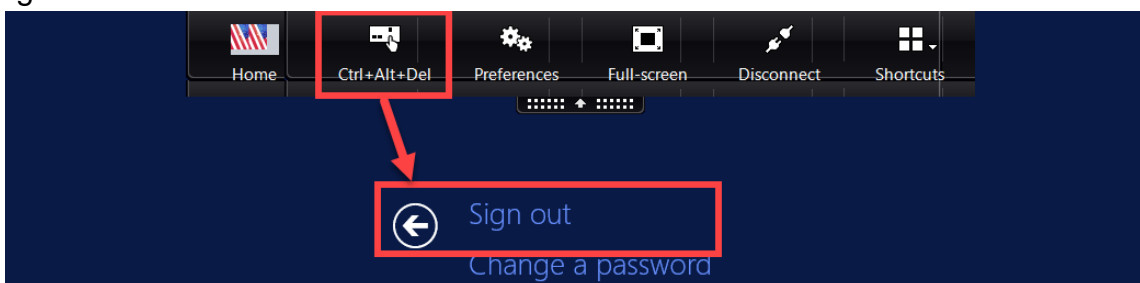 Home Ctrl+Alt+Del Preferences Full-screen Disconnect Shortcuts
Sign out
Change a password